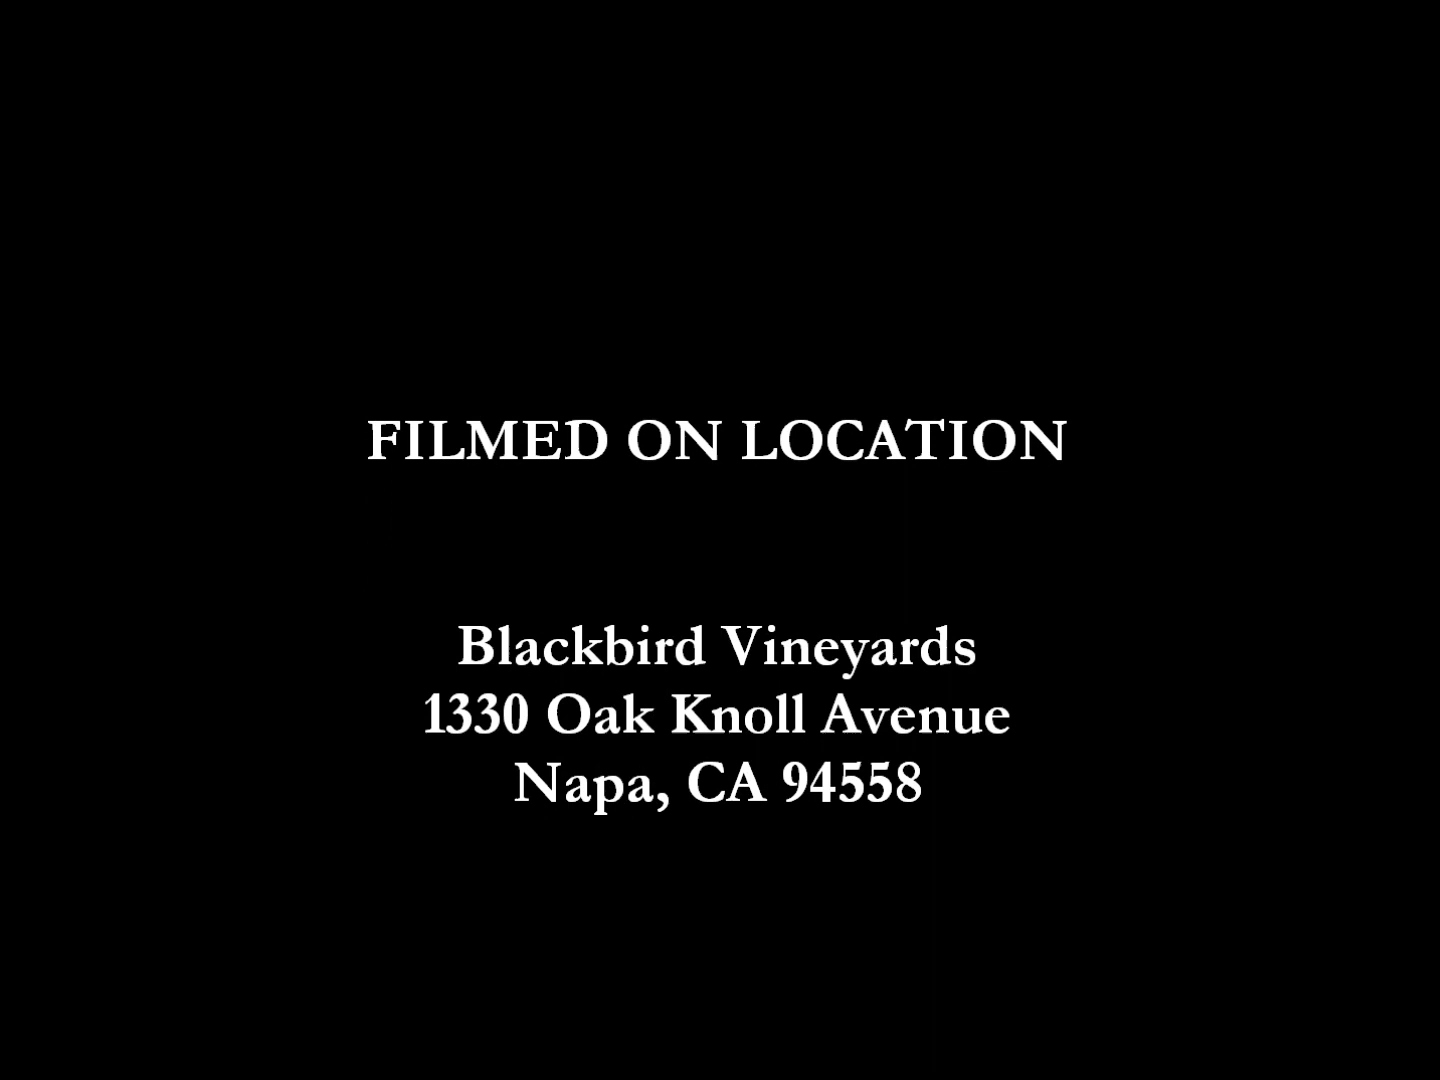 FILMED ON LOCATION
Blackbird Vineyards
1330 Oak Knoll Avenue
Napa, CA 94558